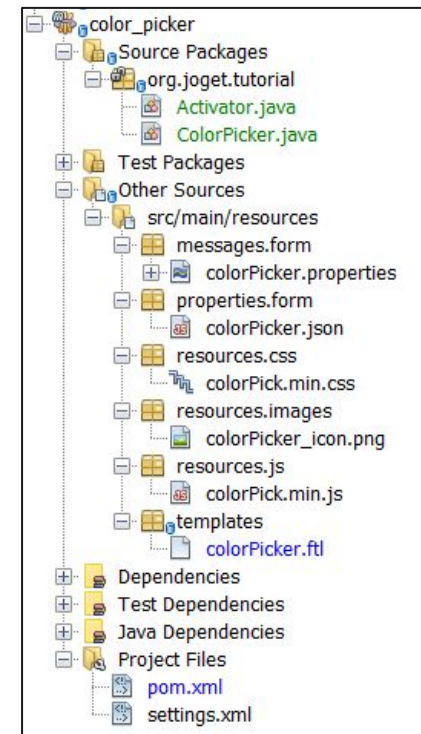 color_picker
Source Packages
org.joget.tutorial
Activator.java
ColorPicker.java
Test Packages
Other Sources
src/main/resources
messages.form
colorPicker.properties
properties.form
colorPicker.json
resources.css
colorPick.min.css
resources.images
colorPicker_icon.png
resources.js
colorPick.min.js
templates
colorPicker.ftl
Dependencies
Test Dependencies
Java Dependencies
Project Files
pom.xml
settings.xml